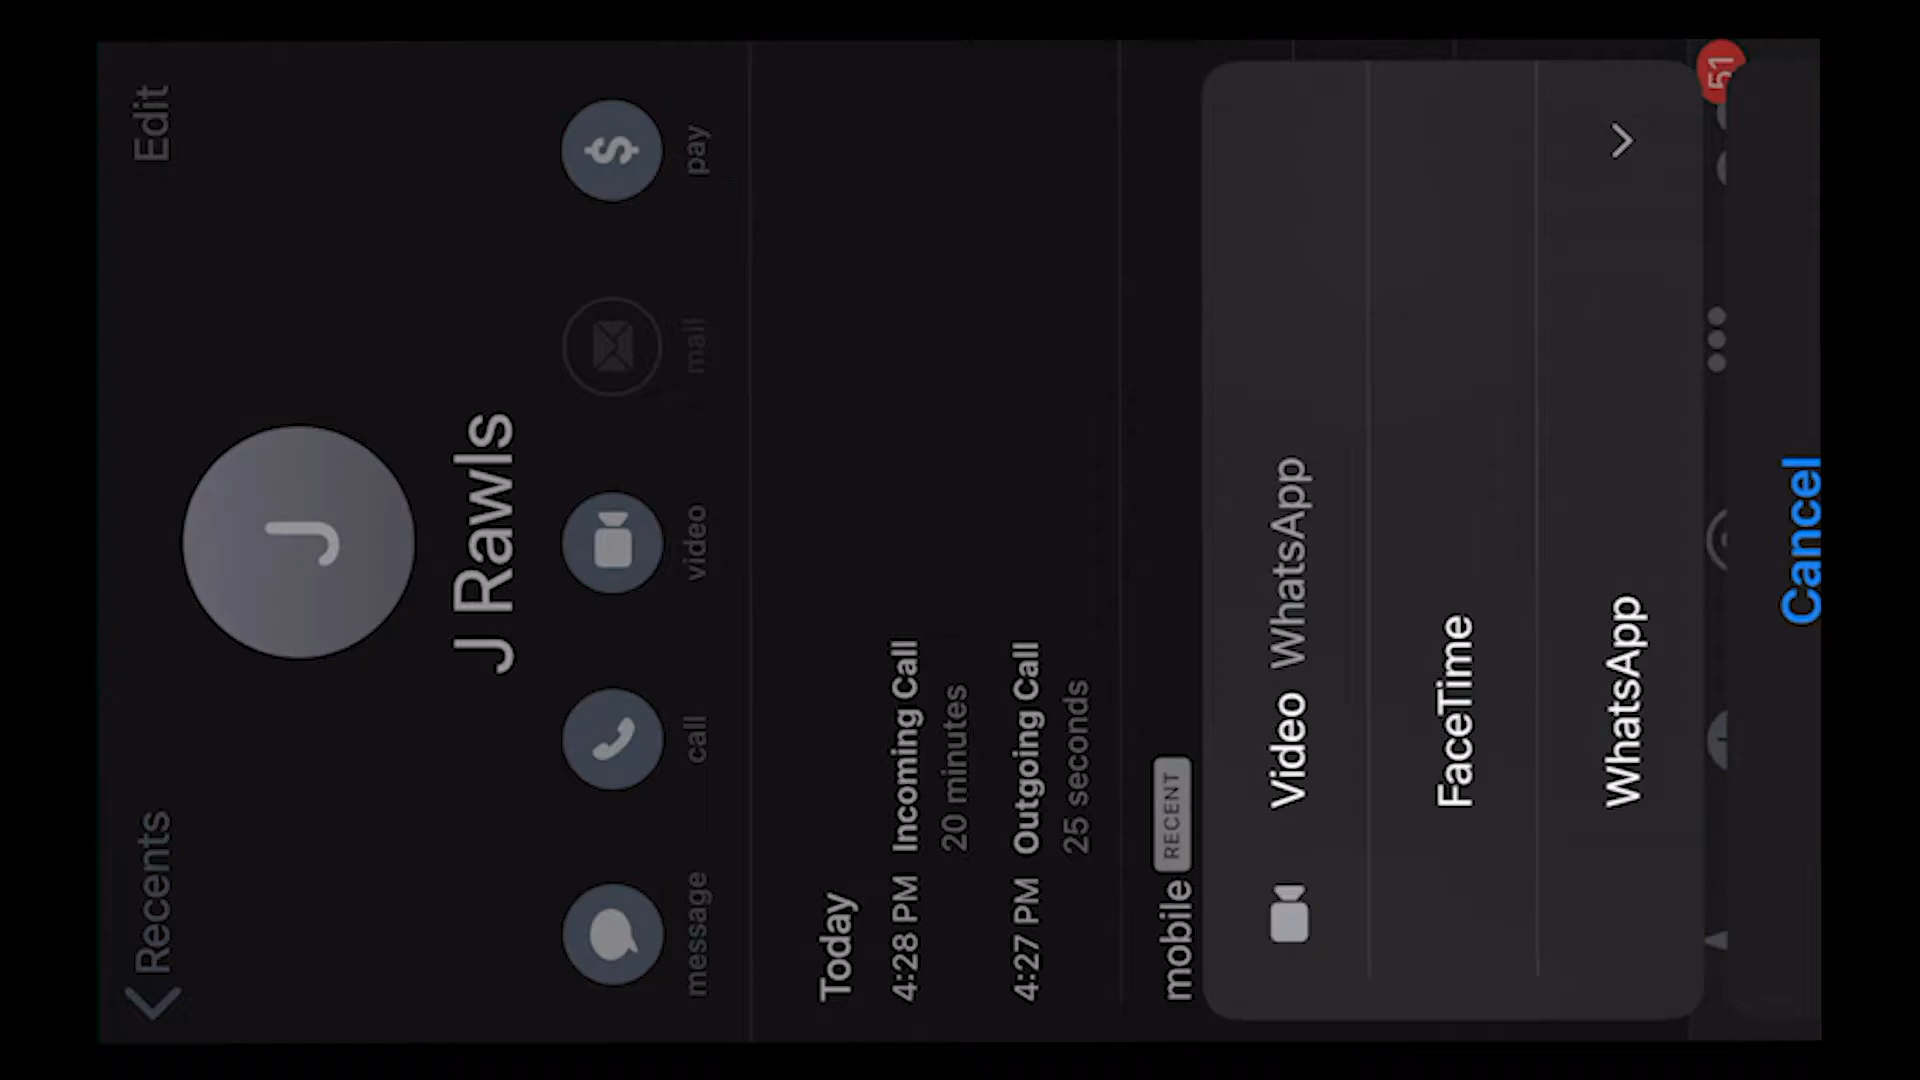 Recents Edit
J
J Rawls
message call video mail pay
Today
4:28 PM Incoming Call
20 minutes
4:27 PM Outgoing Call
25 seconds
mobile RECENT
Video WhatsApp
FaceTime
WhatsApp
51
Cancel